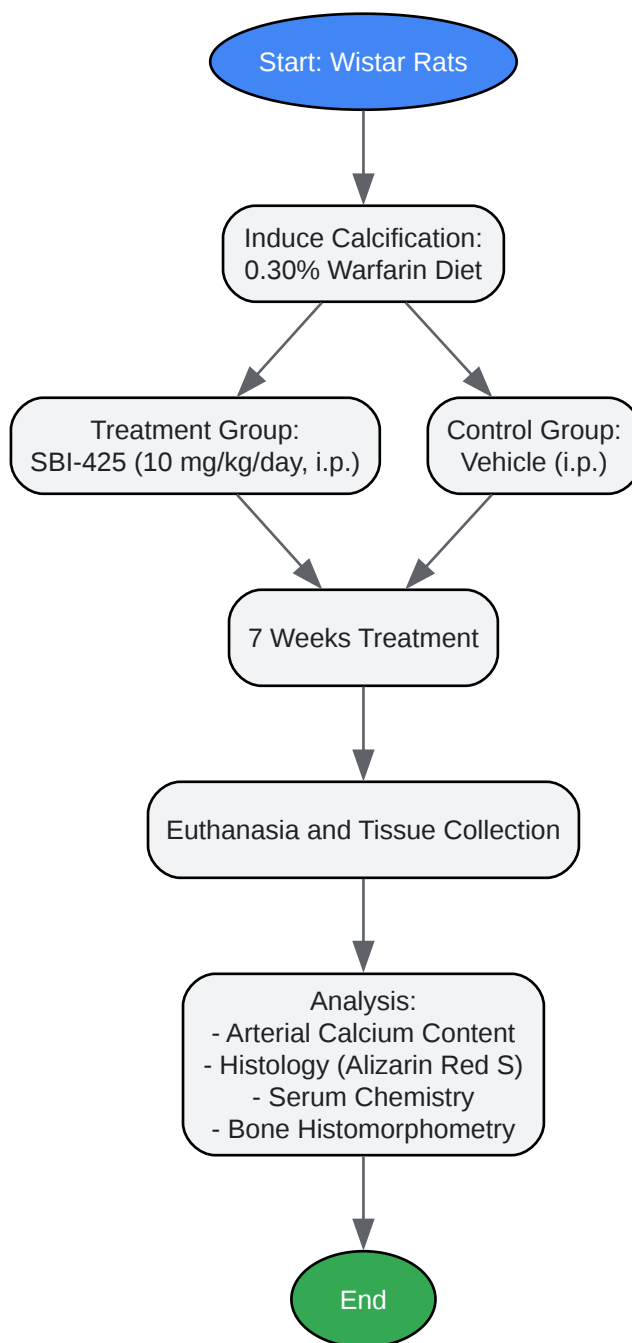 Start: Wistar Rats
Induce Calcification:
0.30% Warfarin Diet
Treatment Group:
SBI-425 (10 mg/kg/day, i.p.)
Control Group:
Vehicle (i.p.)
7 Weeks Treatment
Euthanasia and Tissue Collection
Analysis:
- Arterial Calcium Content
- Histology (Alizarin Red S)
- Serum Chemistry
- Bone Histomorphometry
End